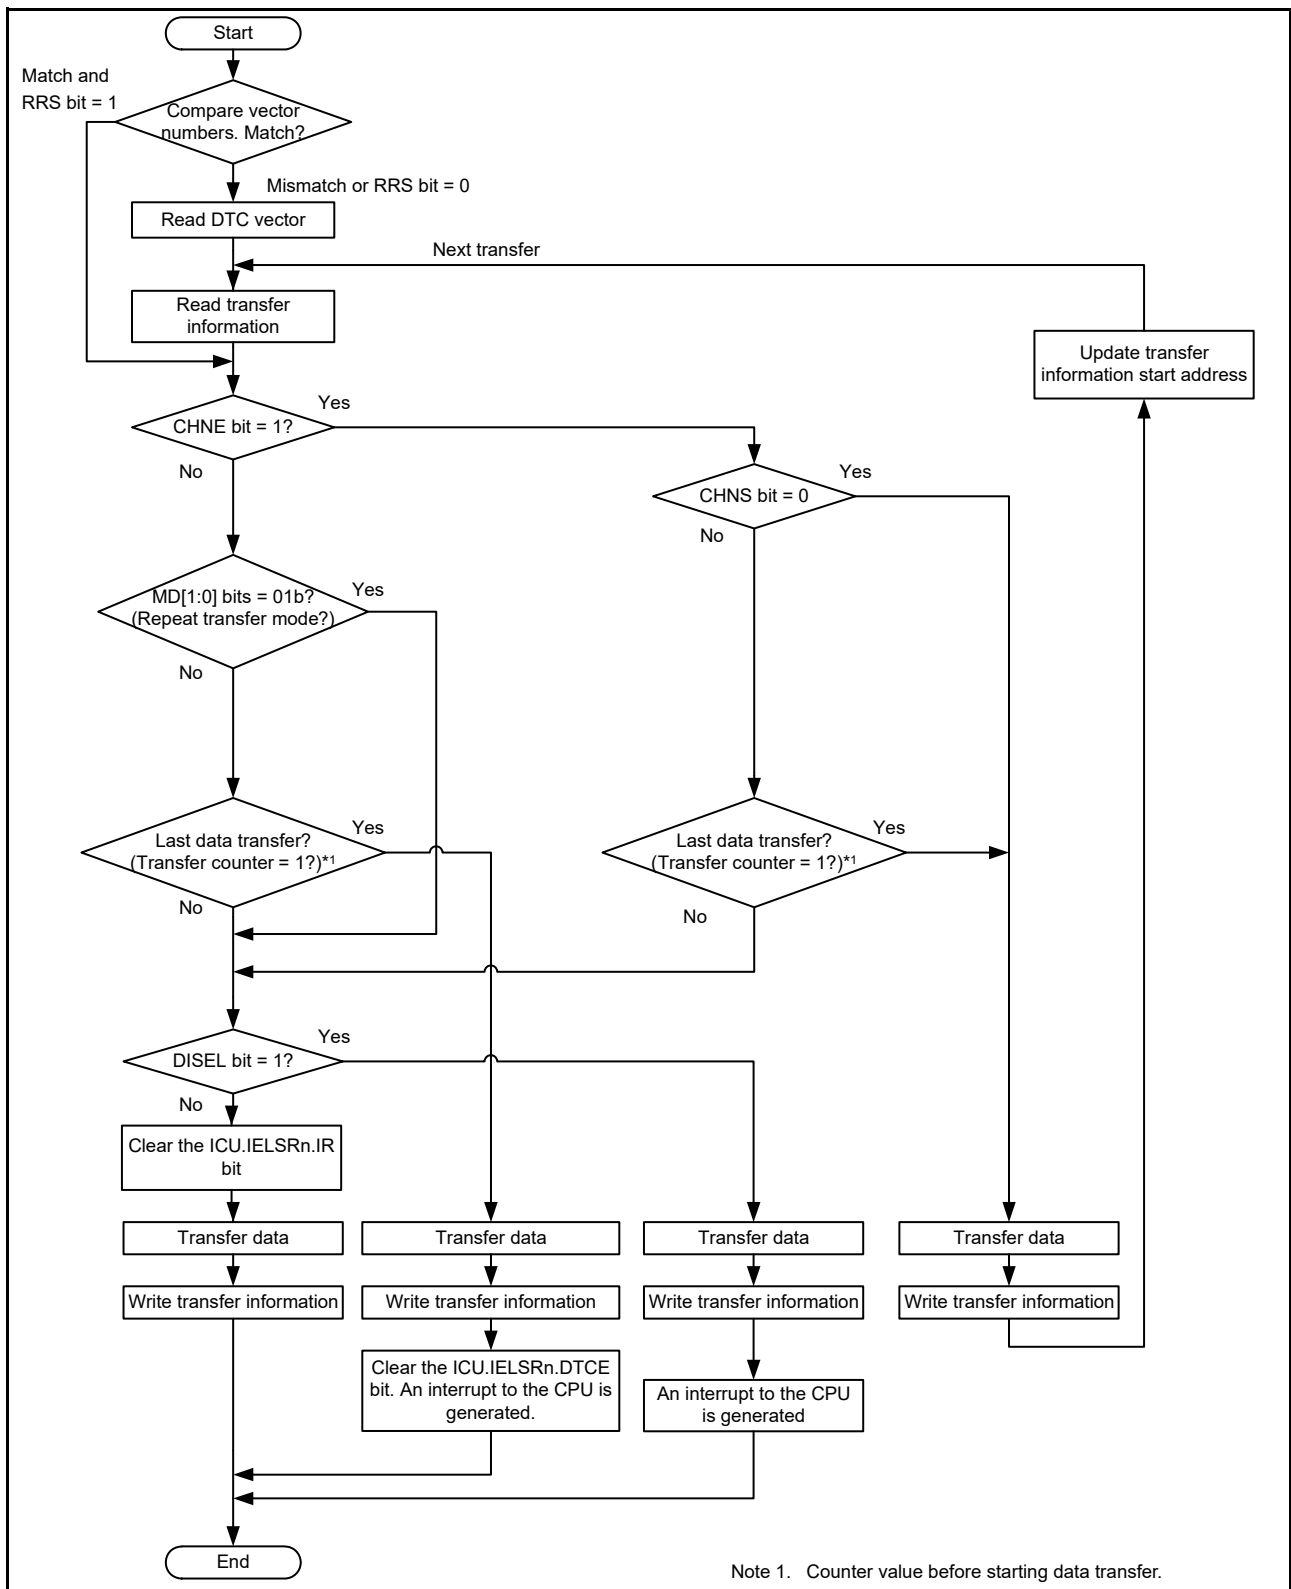 Start
Match and
RRS bit = 1
Compare vector
numbers. Match?
Mismatch or RRS bit = 0
Read DTC vector
Next transfer
Read transfer
information
Update transfer
information start address
CHNE bit = 1?
Yes
No
CHNS bit = 0
Yes
No
MD[1:0] bits = 01b?
(Repeat transfer mode?)
Yes
No
Last data transfer?
(Transfer counter = 1?)*1
Yes
No
Last data transfer?
(Transfer counter = 1?)*1
Yes
No
DISEL bit = 1?
Yes
No
Clear the ICU.IELSRn.IR
bit
Transfer data
Transfer data
Transfer data
Transfer data
Write transfer information
Write transfer information
Write transfer information
Write transfer information
Clear the ICU.IELSRn.DTCE
bit. An interrupt to the CPU is
generated.
An interrupt to the CPU
is generated
End
Note 1. Counter value before starting data transfer.